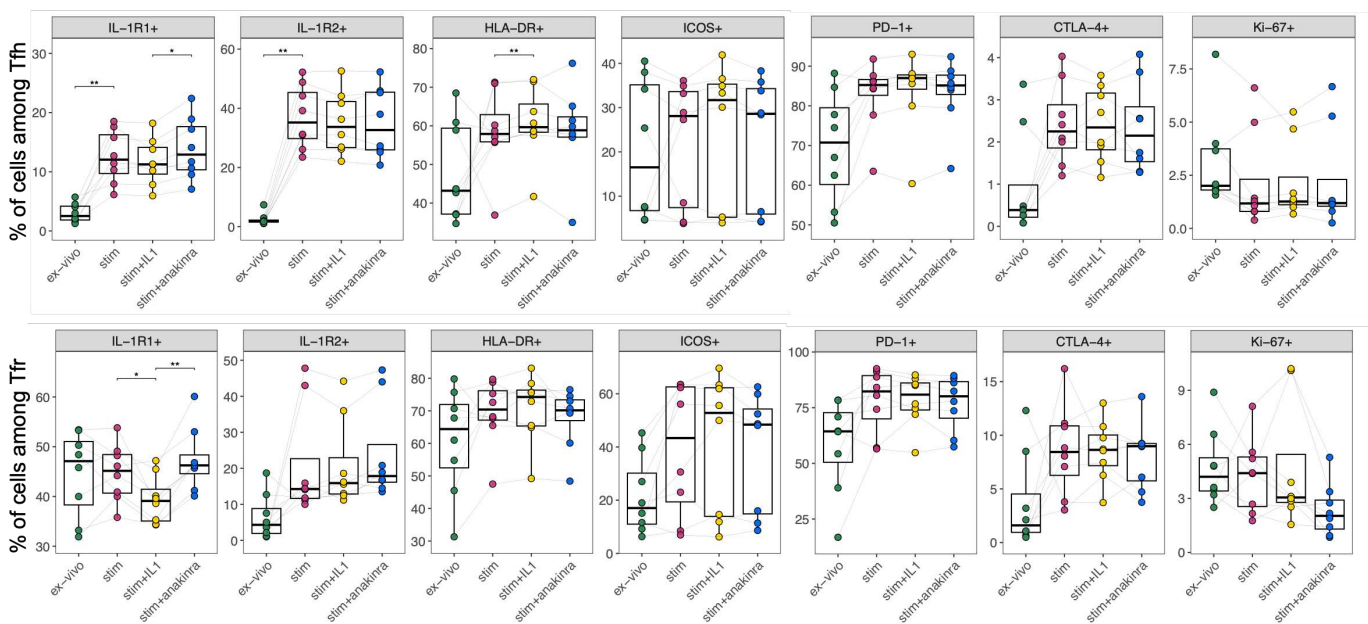 % of cells among Tfh
IL−1R1+
IL−1R2+
HLA−DR+
ICOS+
PD−1+
CTLA−4+
Ki−67+
30
20
10
0
* *
*
60
40
20
0
* *
80
70
60
50
40
* *
40
30
20
10
90
80
70
60
50
4
3
2
1
0
7.5
5.0
2.5
0.0
ex−vivo
stim
stim+IL1
stim+anakinra
ex−vivo
stim
stim+IL1
stim+anakinra
ex−vivo
stim
stim+IL1
stim+anakinra
ex−vivo
stim
stim+IL1
stim+anakinra
ex−vivo
stim
stim+IL1
stim+anakinra
ex−vivo
stim
stim+IL1
stim+anakinra
ex−vivo
stim
stim+IL1
stim+anakinra
% of cells among Tfr
IL−1R1+
IL−1R2+
HLA−DR+
ICOS+
PD−1+
CTLA−4+
Ki−67+
60
50
40
30
*
* *
50
40
30
20
10
0
80
70
60
50
40
30
60
40
20
0
100
75
50
25
15
10
5
0
9
6
3
0
ex−vivo
stim
stim+IL1
stim+anakinra
ex−vivo
stim
stim+IL1
stim+anakinra
ex−vivo
stim
stim+IL1
stim+anakinra
ex−vivo
stim
stim+IL1
stim+anakinra
ex−vivo
stim
stim+IL1
stim+anakinra
ex−vivo
stim
stim+IL1
stim+anakinra
ex−vivo
stim
stim+IL1
stim+anakinra